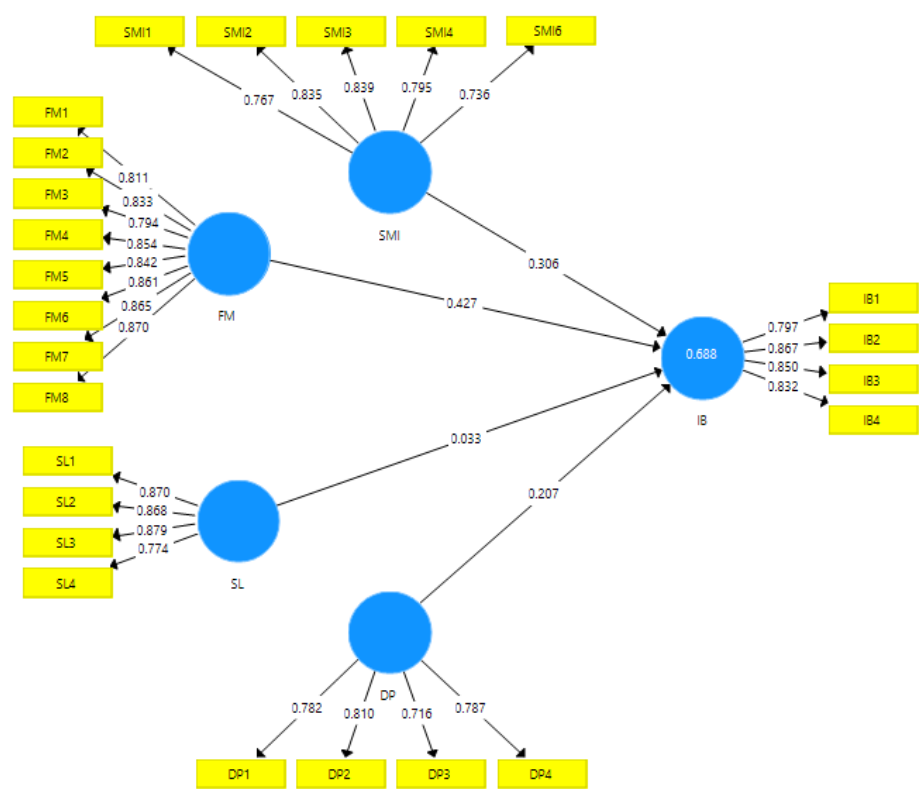 SMI1 SMI2 SMI3 SMI4 SMI6
0.767 0.835 0.839 0.795 0.736
FM1
FM2
FM3
FM4
FM5
FM6
FM7
FM8
0.811
0.833
0.794
0.854
0.842
0.861
0.865
0.870
SMI
FM
0.306
0.427
0.688
IB
0.797
0.867
0.850
0.832
IB1
IB2
IB3
IB4
SL1
SL2
SL3
SL4
0.870
0.868
0.879
0.774
SL
0.033
0.207
DP
0.782 0.810 0.716 0.787
DP1 DP2 DP3 DP4